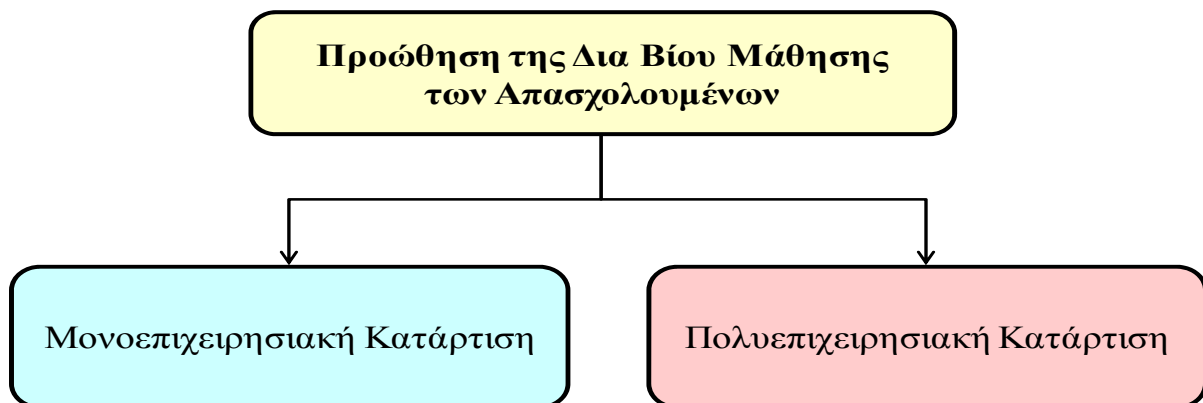 Προώθηση της Δια Βίου Μάθησης
των Απασχολουμένων
Μονοεπιχειρησιακή Κατάρτιση
Πολυεπιχειρησιακή Κατάρτιση